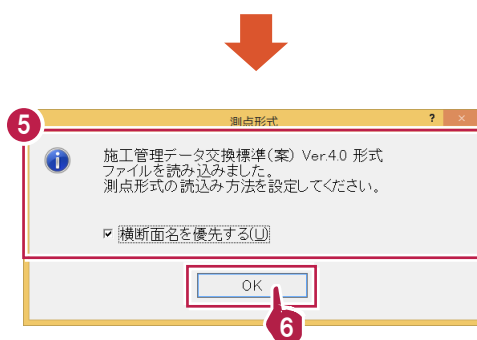 5
測点形式
? ×
施工管理データ交換標準(案) Ver.4.0 形式
ファイルを読み込みました。
測点形式の読込み方法を設定してください。
横断面名を優先する(U)
OK
6